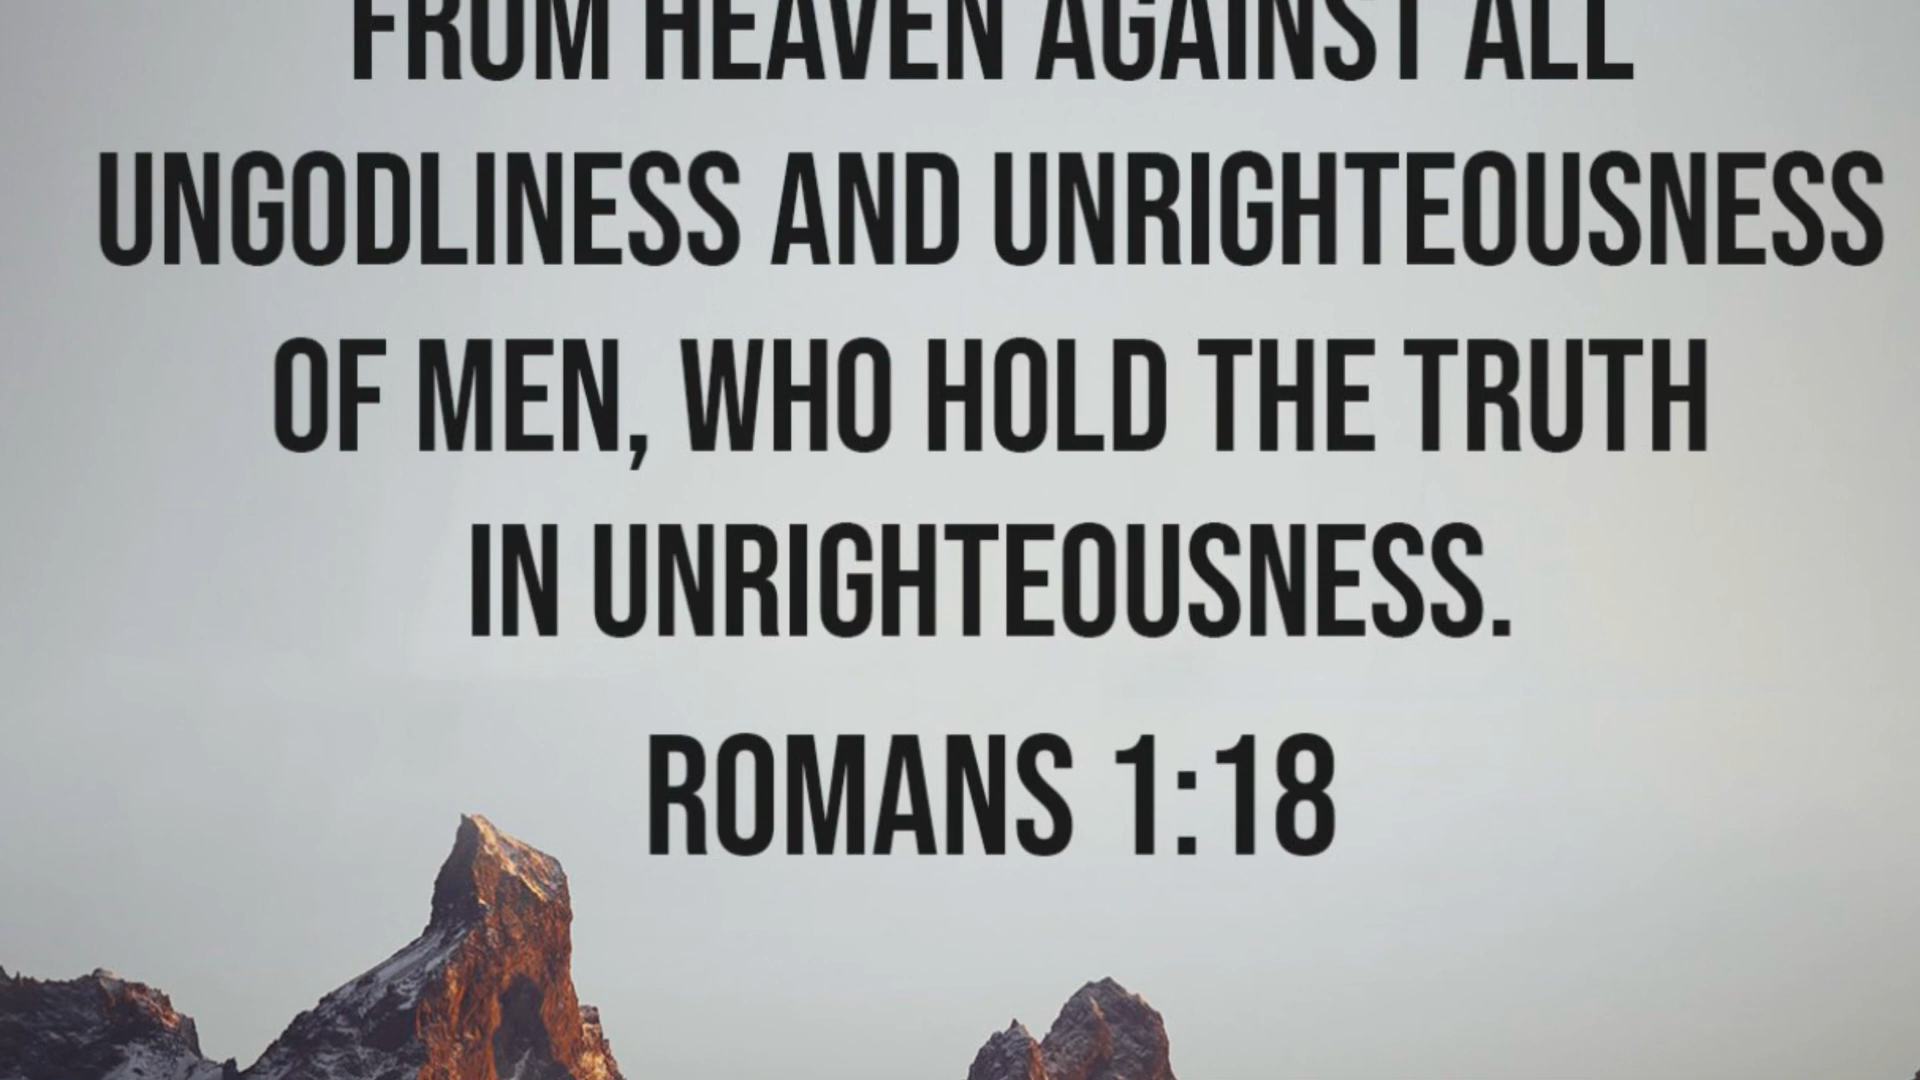 FROM HEAVEN AGAINST ALL
UNGODLINESS AND UNRIGHTEOUSNESS
OF MEN, WHO HOLD THE TRUTH
IN UNRIGHTEOUSNESS.
ROMANS 1:18